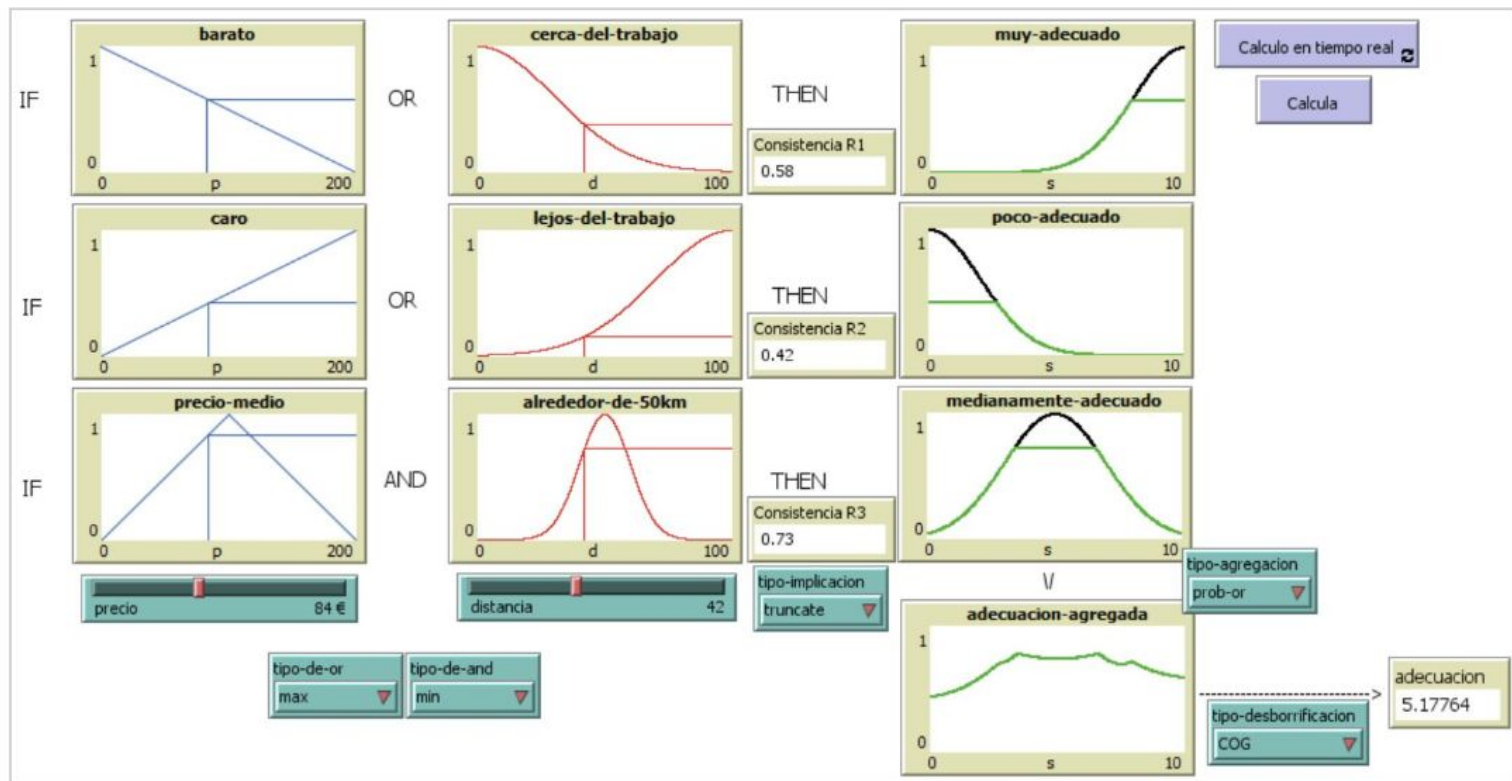 barato
cerca-del-trabajo
muy-adecuado
Calculo en tiempo real
1
1
1
IF
OR
THEN
Calcula
Consistencia R1
0.58
0
0
0
0 p 200
0 d 100
0 s 10
caro
lejos-del-trabajo
poco-adecuado
1
1
1
IF
OR
THEN
Consistencia R2
0.42
0
0
0
0 p 200
0 d 100
0 s 10
precio-medio
alrededor-de-50km
medianamente-adecuado
1
1
1
IF
AND
THEN
Consistencia R3
0.73
0
0
0
0 p 200
0 d 100
0 s 10
precio 84 €
distancia 42
tipo-implicacion
truncate
\/
tipo-agregacion
prob-or
adecuacion-agregada
1
0
0 s 10
tipo-de-or
max
tipo-de-and
min
------------------------>
tipo-desborrificacion
COG
adecuacion
5.17764